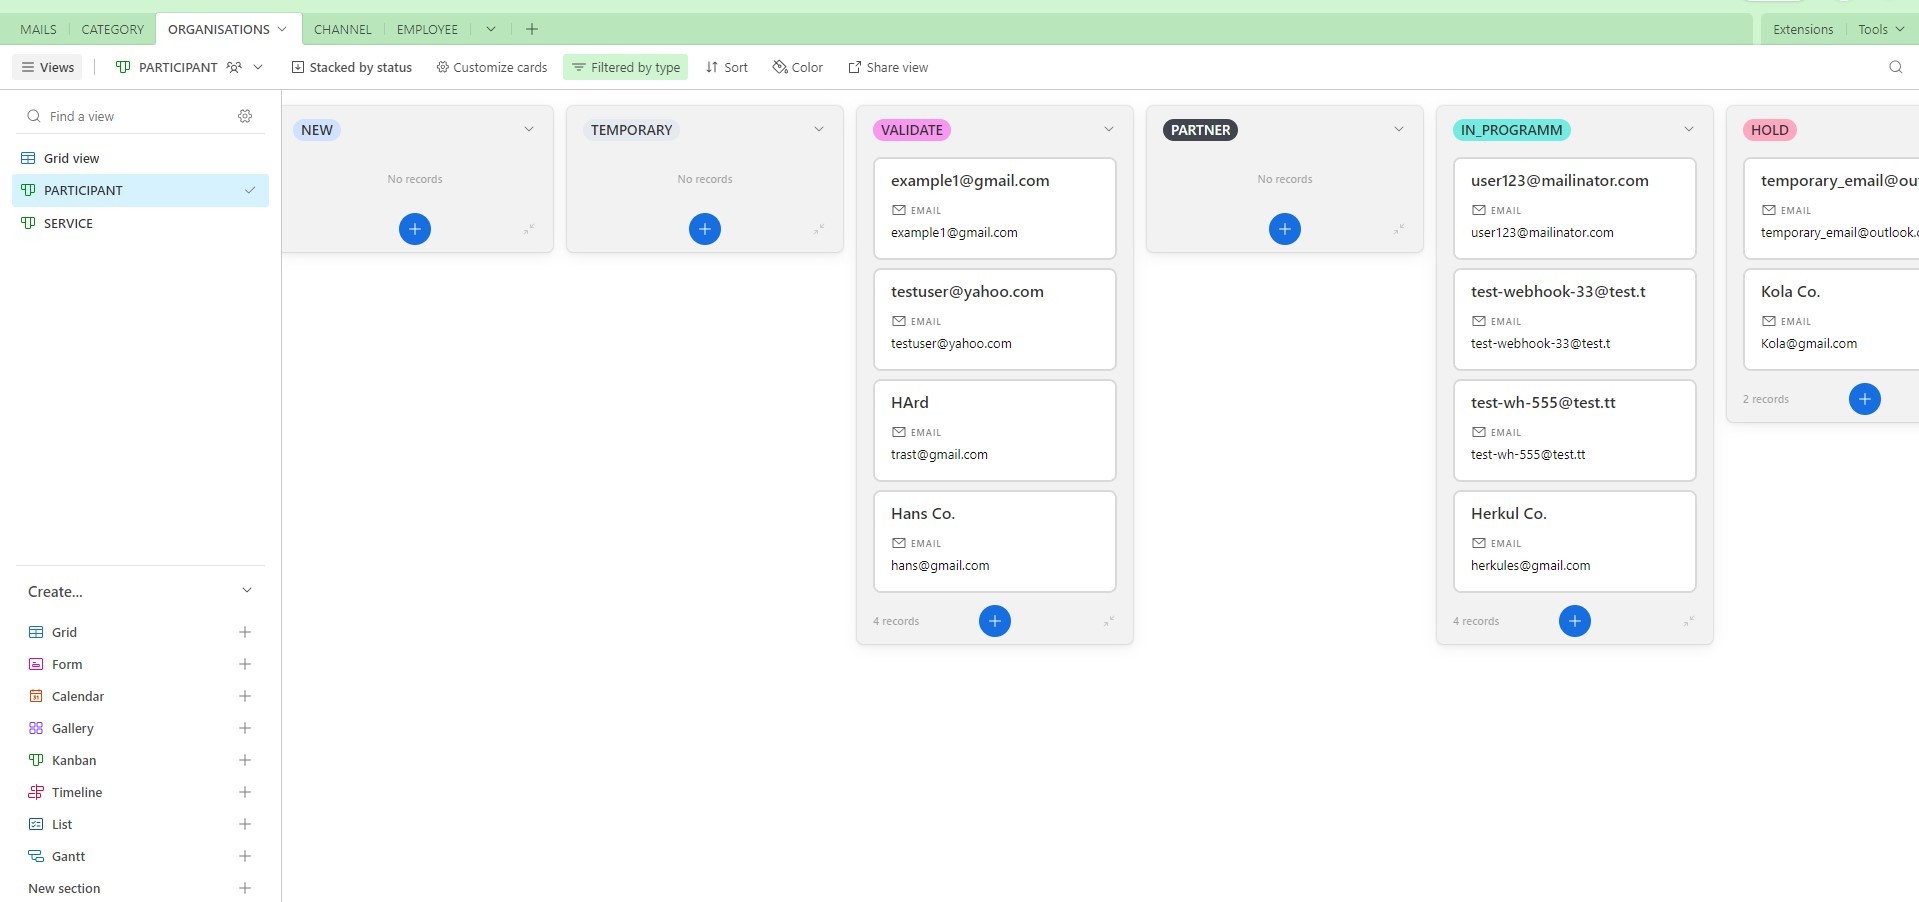 MAILS CATEGORY ORGANISATIONS CHANNEL EMPLOYEE Extensions Tools
Views PARTICIPANT Stacked by status Customize cards Filtered by type Sort Color Share view
Find a view
Grid view
PARTICIPANT
SERVICE
Create...
Grid
Form
Calendar
Gallery
Kanban
Timeline
List
Gantt
New section
NEW
No records
TEMPORARY
No records
VALIDATE
example1@gmail.com
EMAIL
example1@gmail.com
testuser@yahoo.com
EMAIL
testuser@yahoo.com
HArd
EMAIL
trast@gmail.com
Hans Co.
EMAIL
hans@gmail.com
4 records
PARTNER
No records
IN_PROGRAMM
user123@mailinator.com
EMAIL
user123@mailinator.com
test-webhook-33@test.t
EMAIL
test-webhook-33@test.t
test-wh-555@test.tt
EMAIL
test-wh-555@test.tt
Herkul Co.
EMAIL
herkules@gmail.com
4 records
HOLD
temporary_email@ou
EMAIL
temporary_email@outlook.c
Kola Co.
EMAIL
Kola@gmail.com
2 records